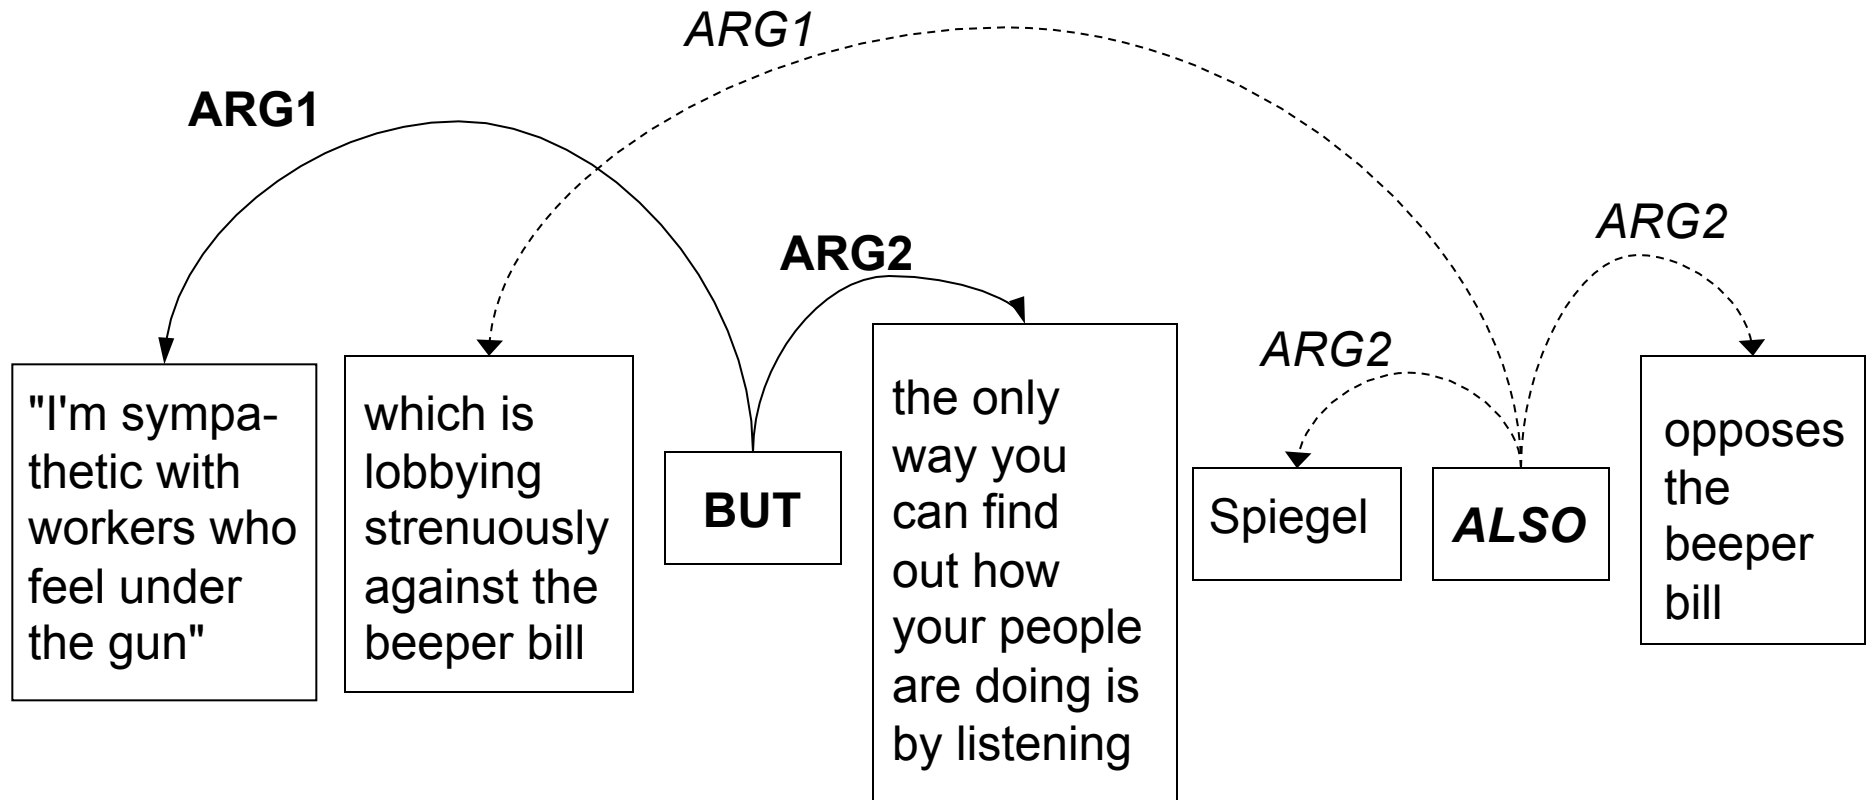 ARG1
ARG1
ARG2
ARG2
ARG2
"I'm sympa-
thetic with
workers who
feel under
the gun"
which is
lobbying
strenuously
against the
beeper bill
BUT
the only
way you
can find
out how
your people
are doing is
by listening
Spiegel
ALSO
opposes
the
beeper
bill